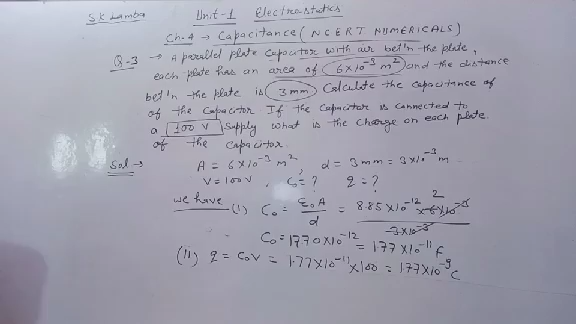 S.K Lamba Unit-1 Electrostatics
Ch.4 → Capacitance (NCERT NUMERICALS)
Q.3 → A parallel plate capacitor with air bet'n the plate,
each plate has an area of 6×10⁻³ m² and the distance
bet'n the plate is 3 mm Calculate the capacitance of
of the capacitor If the capacitor is connected to
a 100 V supply what is the charge on each plate
of the capacitor.
Sol → A = 6×10⁻³ m² , d = 3 mm = 3×10⁻³ m
V = 100 V , C₀ = ? q = ?
we have (i) C₀ = ε₀A/d = 8.85×10⁻¹² × 6×10⁻³ / 3×10⁻³ 2
C₀ = 17.70×10⁻¹² = 1.77×10⁻¹¹ F
(ii) q = C₀V = 1.77×10⁻¹¹ × 100 = 1.77×10⁻⁹ C